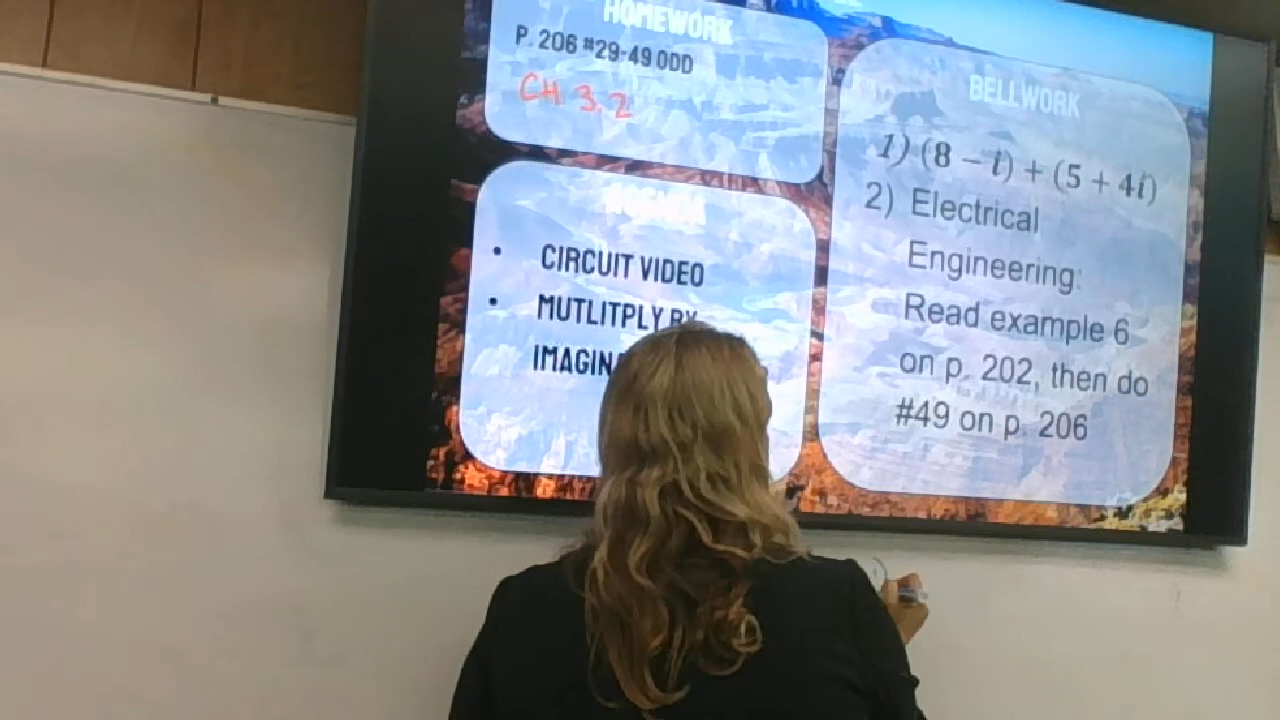 HOMEWORK
P. 206 #29-49 ODD
CH 3.2
CIRCUIT VIDEO
MUTLITPLY BY
BELLWORK
1) (8 − i) + (5 + 4i)
2) Electrical
Engineering:
Read example 6
on p. 202, then do
#49 on p. 206